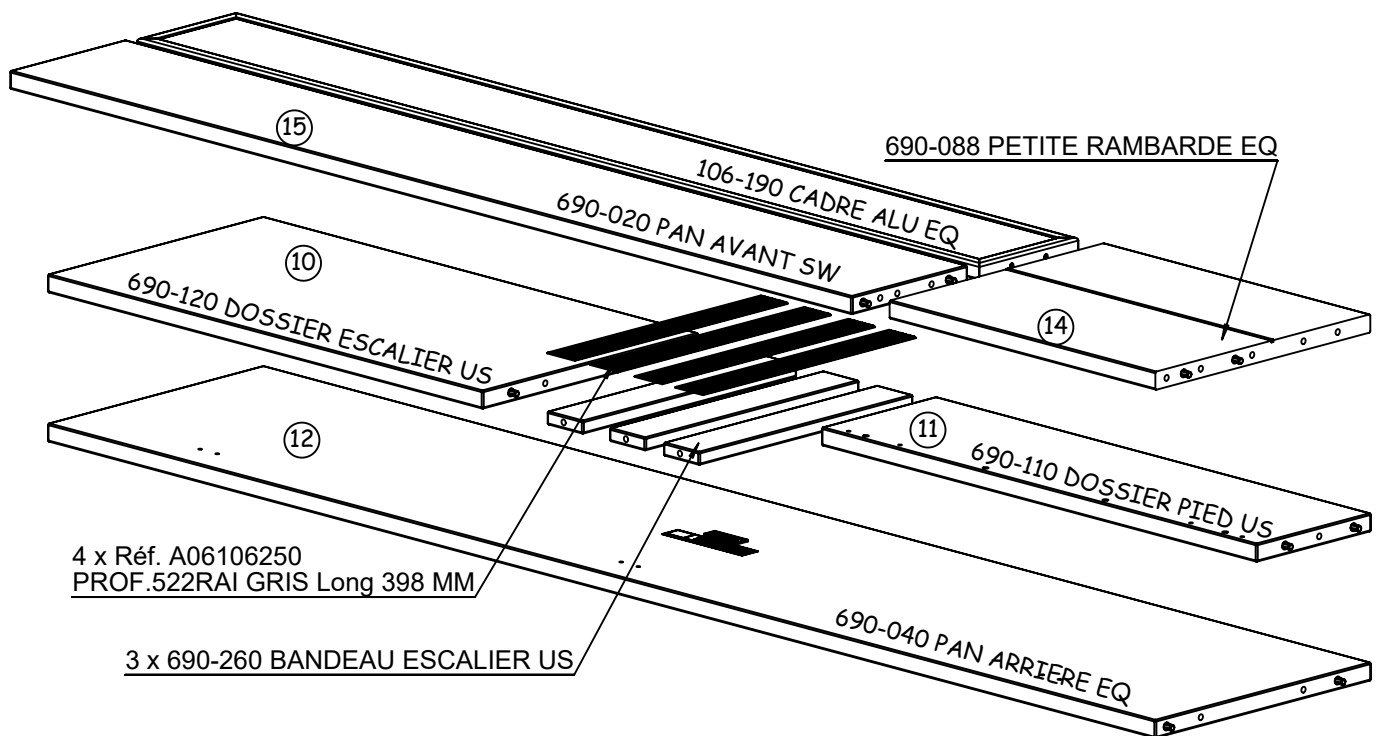 15
690-088 PETITE RAMBARDE EQ
106-190 CADRE ALU EQ
690-020 PAN AVANT SW
10
690-120 DOSSIER ESCALIER US
14
12
11
690-110 DOSSIER PIED US
4 x Réf. A06106250
PROF.522RAI GRIS Long 398 MM
690-040 PAN ARRIERE EQ
3 x 690-260 BANDEAU ESCALIER US